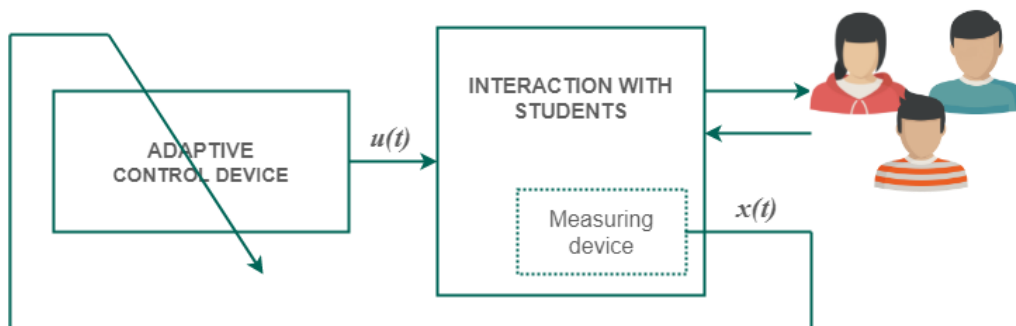 INTERACTION WITH
STUDENTS
ADAPTIVE
CONTROL DEVICE
u(t)
Measuring
device
x(t)